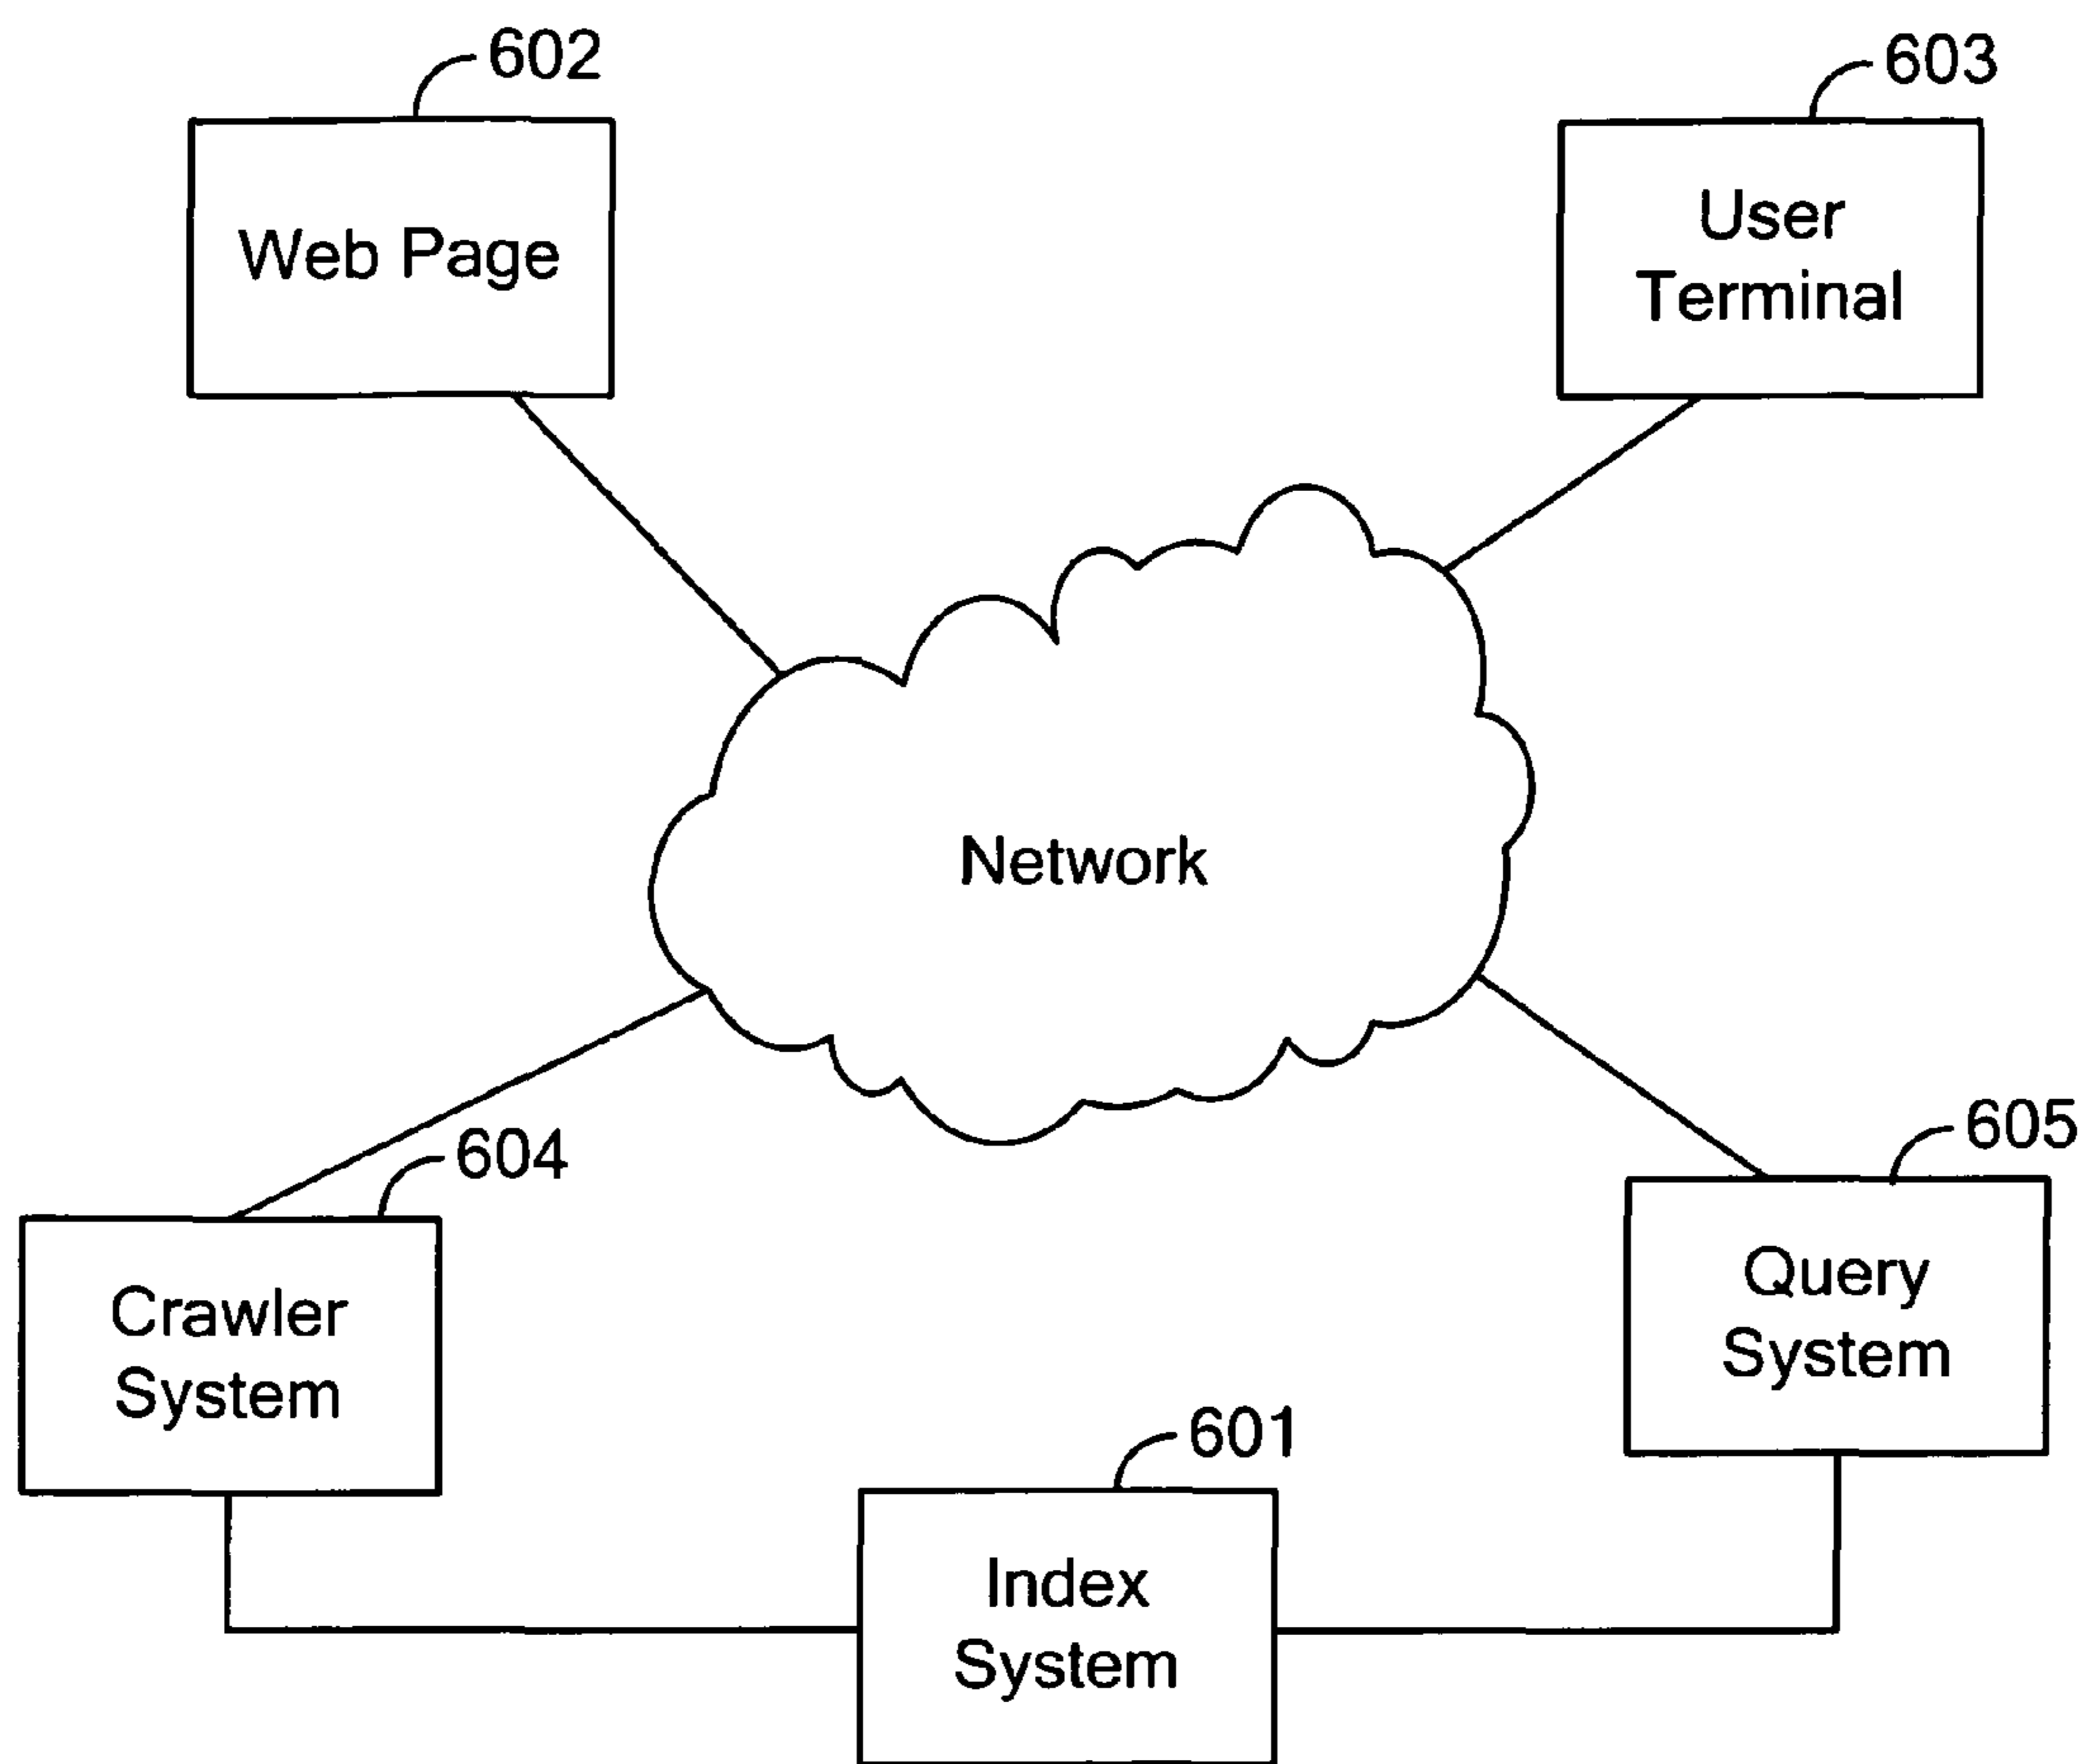 602
603
Web Page
User
Terminal
Network
604
605
Crawler
System
Query
System
601
Index
System